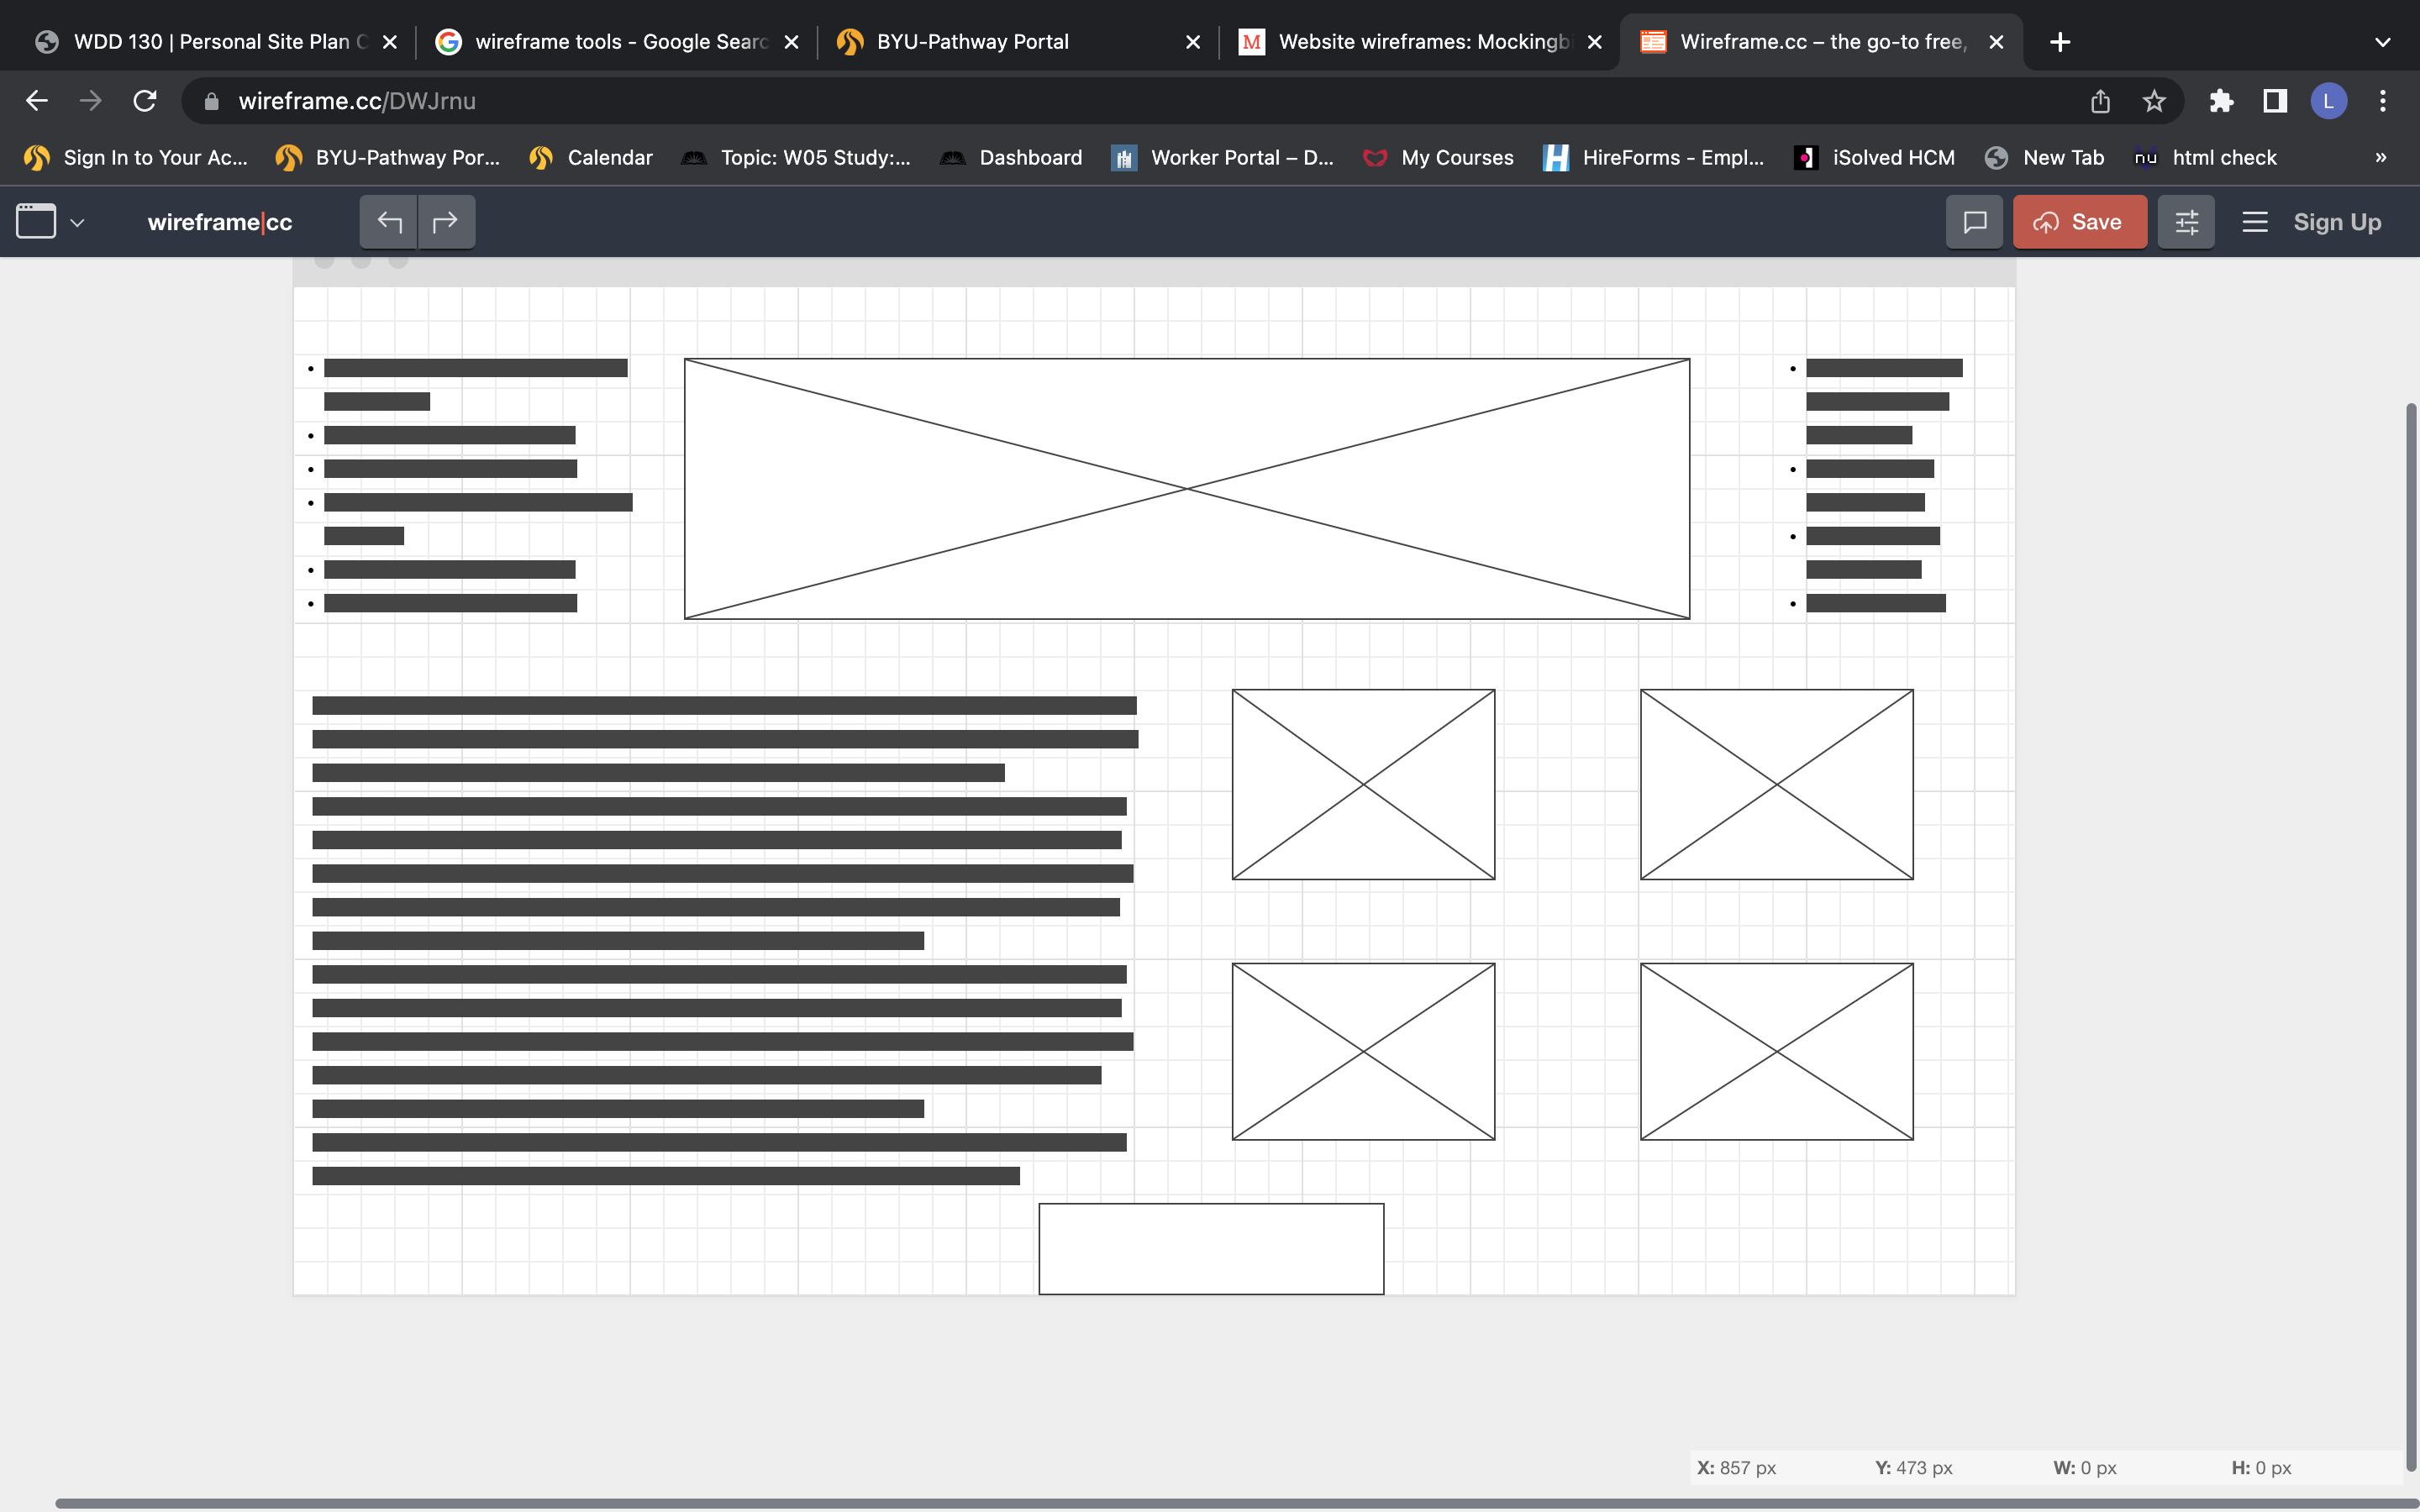 WDD 130 | Personal Site Plan
wireframe tools - Google Searc
BYU-Pathway Portal
M Website wireframes: Mockingb
Wireframe.cc – the go-to free,
wireframe.cc/DWJrnu
L
Sign In to Your Ac...
BYU-Pathway Por...
Calendar
Topic: W05 Study:...
Dashboard
Worker Portal – D...
My Courses
H HireForms - Empl...
iSolved HCM
New Tab
nu html check
»
wireframe|cc
Save
Sign Up
X: 857 px Y: 473 px W: 0 px H: 0 px